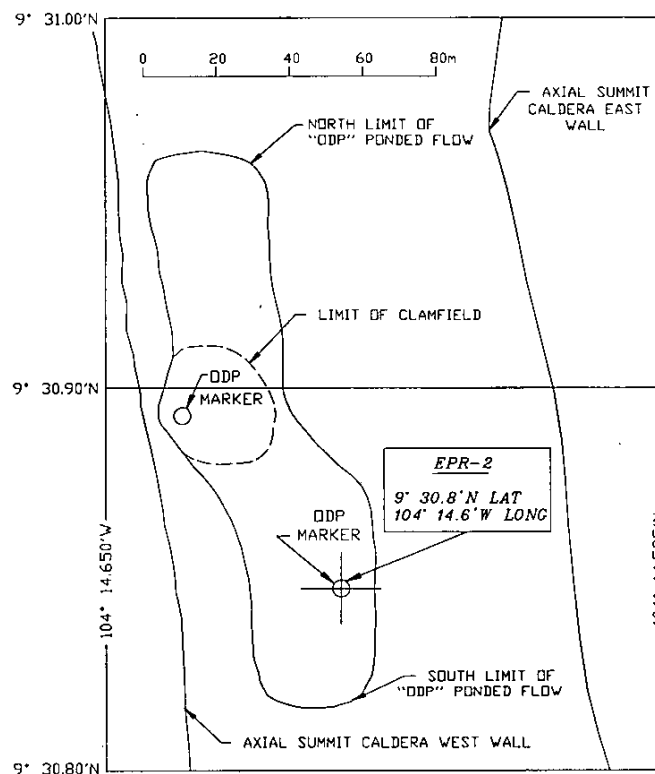 9° 31.00'N
0 20 40 60 80m
AXIAL SUMMIT
CALDERA EAST
WALL
NORTH LIMIT OF
"ODP" PONDED FLOW
LIMIT OF CLAMFIELD
9° 30.90'N
ODP
MARKER
EPR-2
9° 30.8'N LAT
104° 14.6'W LONG
ODP
MARKER
104° 14.650'W
SOUTH LIMIT OF
"ODP" PONDED FLOW
AXIAL SUMMIT CALDERA WEST WALL
9° 30.80'N